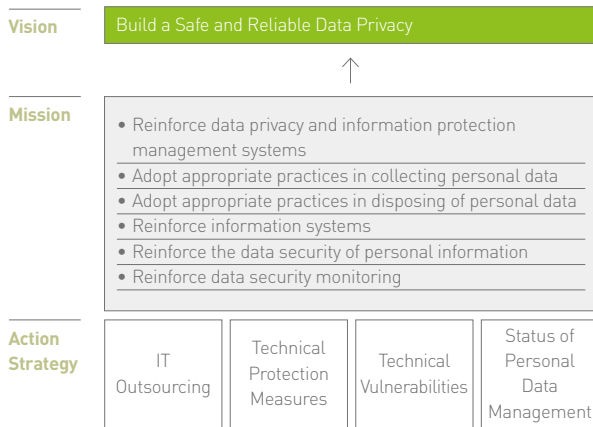 Vision
Build a Safe and Reliable Data Privacy
Mission
• Reinforce data privacy and information protection
management systems
• Adopt appropriate practices in collecting personal data
• Adopt appropriate practices in disposing of personal data
• Reinforce information systems
• Reinforce the data security of personal information
• Reinforce data security monitoring
Action
Strategy
IT
Outsourcing
Technical
Protection
Measures
Technical
Vulnerabilities
Status of
Personal
Data
Management